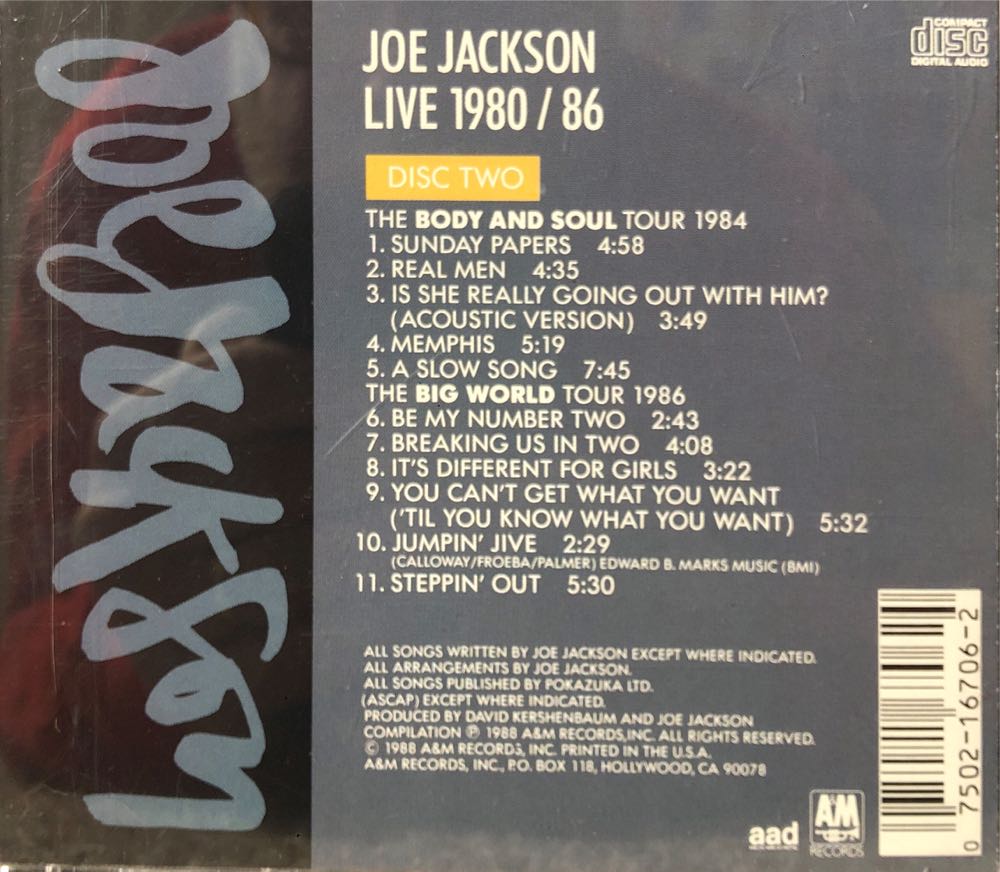 Joe Jackson
JOE JACKSON
LIVE 1980 / 86
COMPACT
disc
DIGITAL AUDIO
DISC TWO
THE BODY AND SOUL TOUR 1984
1. SUNDAY PAPERS 4:58
2. REAL MEN 4:35
3. IS SHE REALLY GOING OUT WITH HIM?
(ACOUSTIC VERSION) 3:49
4. MEMPHIS 5:19
5. A SLOW SONG 7:45
THE BIG WORLD TOUR 1986
6. BE MY NUMBER TWO 2:43
7. BREAKING US IN TWO 4:08
8. IT'S DIFFERENT FOR GIRLS 3:22
9. YOU CAN'T GET WHAT YOU WANT
('TIL YOU KNOW WHAT YOU WANT) 5:32
10. JUMPIN' JIVE 2:29
(CALLOWAY/FROEBA/PALMER) EDWARD B. MARKS MUSIC (BMI)
11. STEPPIN' OUT 5:30
ALL SONGS WRITTEN BY JOE JACKSON EXCEPT WHERE INDICATED.
ALL ARRANGEMENTS BY JOE JACKSON.
ALL SONGS PUBLISHED BY POKAZUKA LTD.
(ASCAP) EXCEPT WHERE INDICATED.
PRODUCED BY DAVID KERSHENBAUM AND JOE JACKSON
COMPILATION ℗ 1988 A&M RECORDS,INC. ALL RIGHTS RESERVED.
© 1988 A&M RECORDS, INC. PRINTED IN THE U.S.A.
A&M RECORDS, INC., P.O. BOX 118, HOLLYWOOD, CA 90078
aad
A&M
RECORDS
0 7502-16706-2